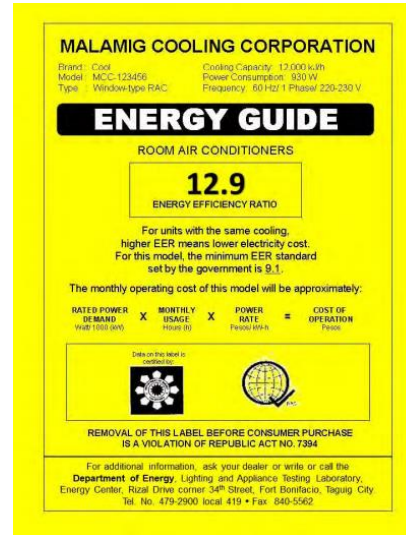 MALAMIG COOLING CORPORATION
Brand : Cool Cooling Capacity: 12,000 kJ/h
Model : MCC-123456 Power Consumption: 930 W
Type : Window-type RAC Frequency: 60 Hz/ 1 Phase/ 220-230 V
ENERGY GUIDE
ROOM AIR CONDITIONERS
12.9
ENERGY EFFICIENCY RATIO
For units with the same cooling,
higher EER means lower electricity cost.
For this model, the minimum EER standard
set by the government is 9.1.
The monthly operating cost of this model will be approximately:
RATED POWER MONTHLY POWER COST OF
DEMAND X USAGE X RATE = OPERATION
Watt/ 1000 (kW) Hours (h) Pesos/ kW-h Pesos
Data on this label is
certified by:
REMOVAL OF THIS LABEL BEFORE CONSUMER PURCHASE
IS A VIOLATION OF REPUBLIC ACT NO. 7394
For additional information, ask your dealer or write or call the
Department of Energy, Lighting and Appliance Testing Laboratory,
Energy Center, Rizal Drive corner 34th Street, Fort Bonifacio, Taguig City
Tel. No. 479-2900 local 419 • Fax 840-5562